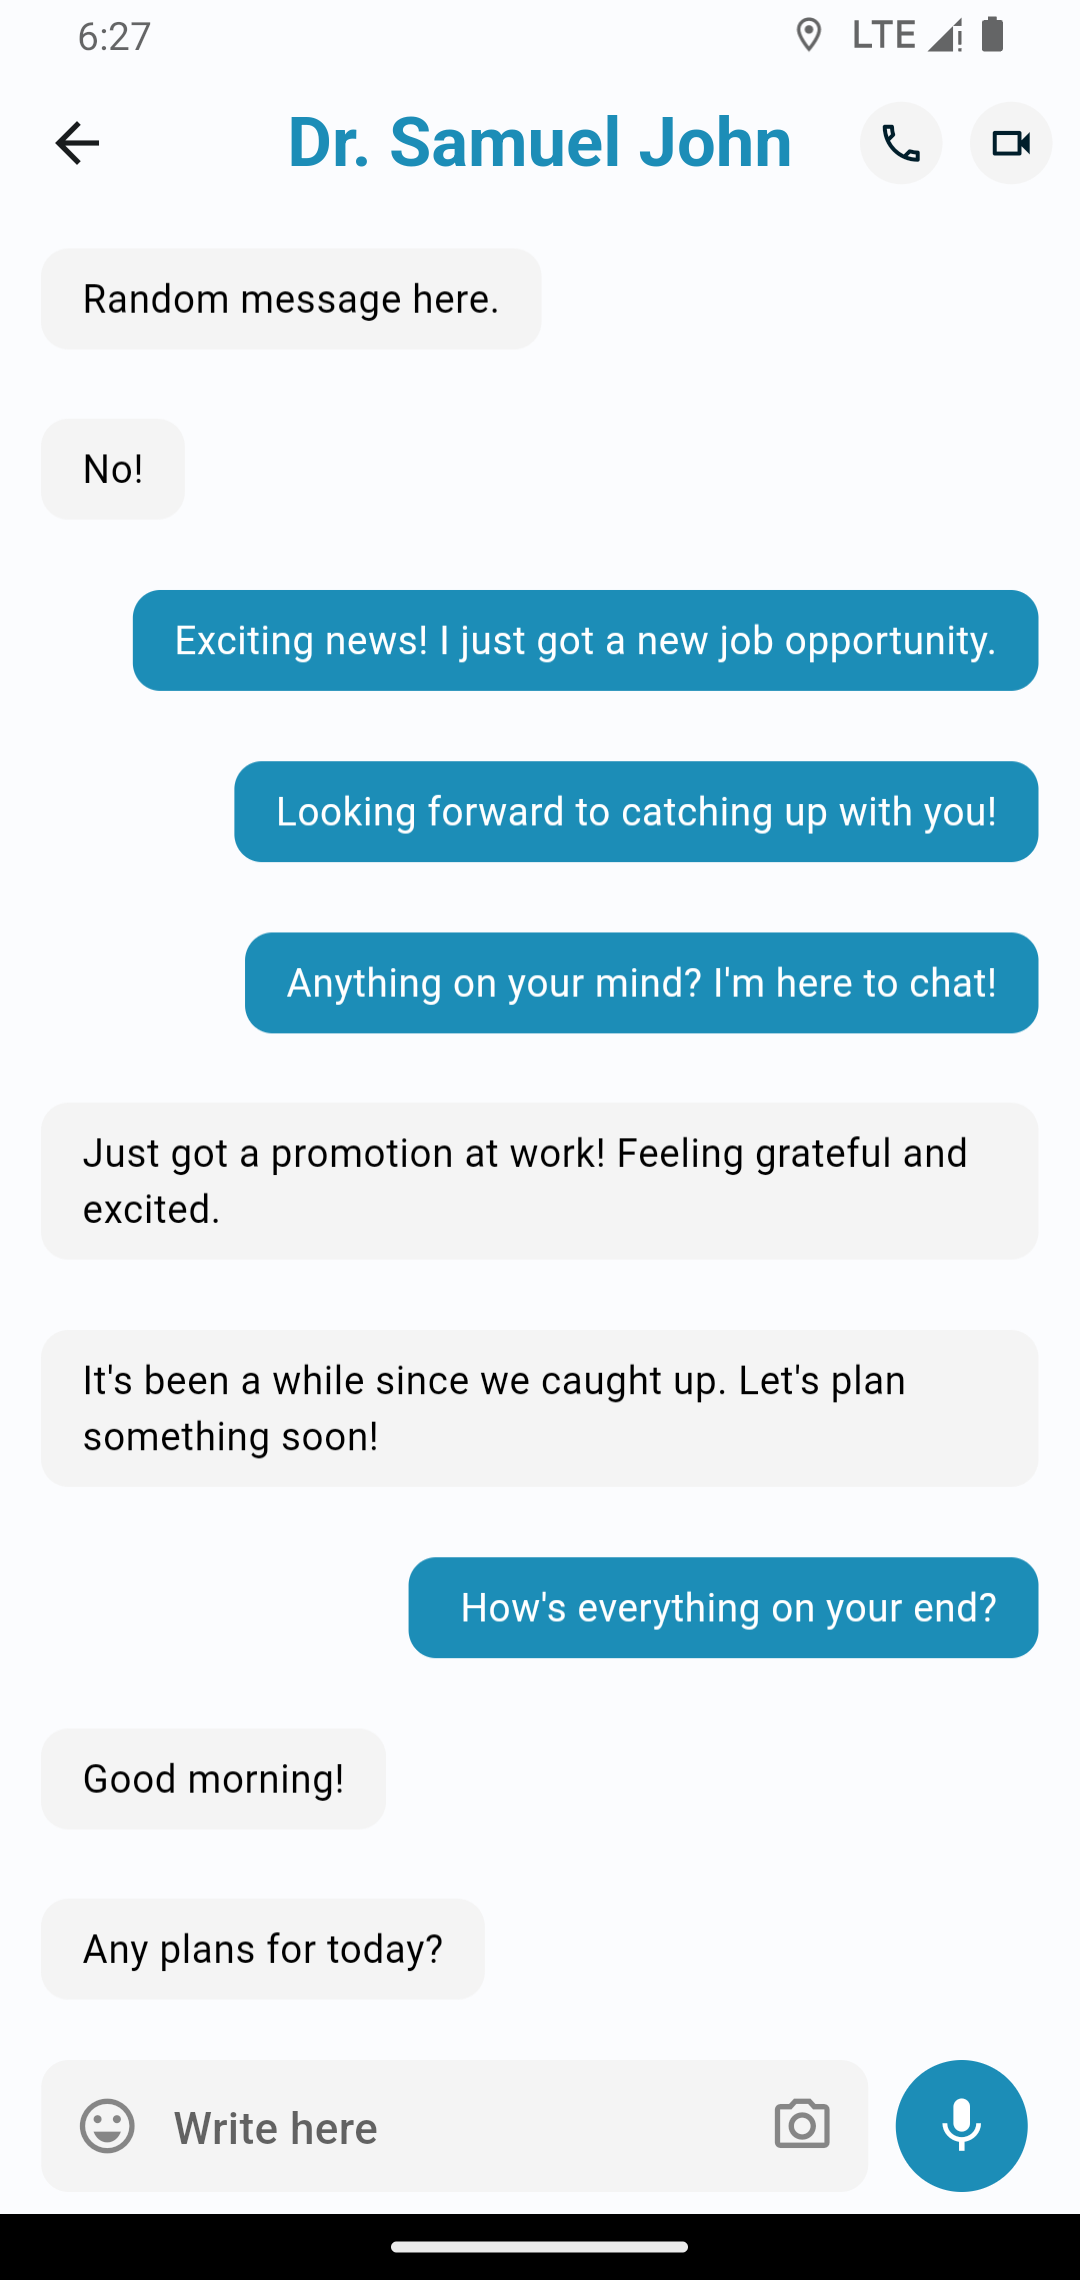 6:27
LTE
Dr. Samuel John
Random message here.
No!
Exciting news! I just got a new job opportunity.
Looking forward to catching up with you!
Anything on your mind? I'm here to chat!
Just got a promotion at work! Feeling grateful and
excited.
It's been a while since we caught up. Let's plan
something soon!
How's everything on your end?
Good morning!
Any plans for today?
Write here